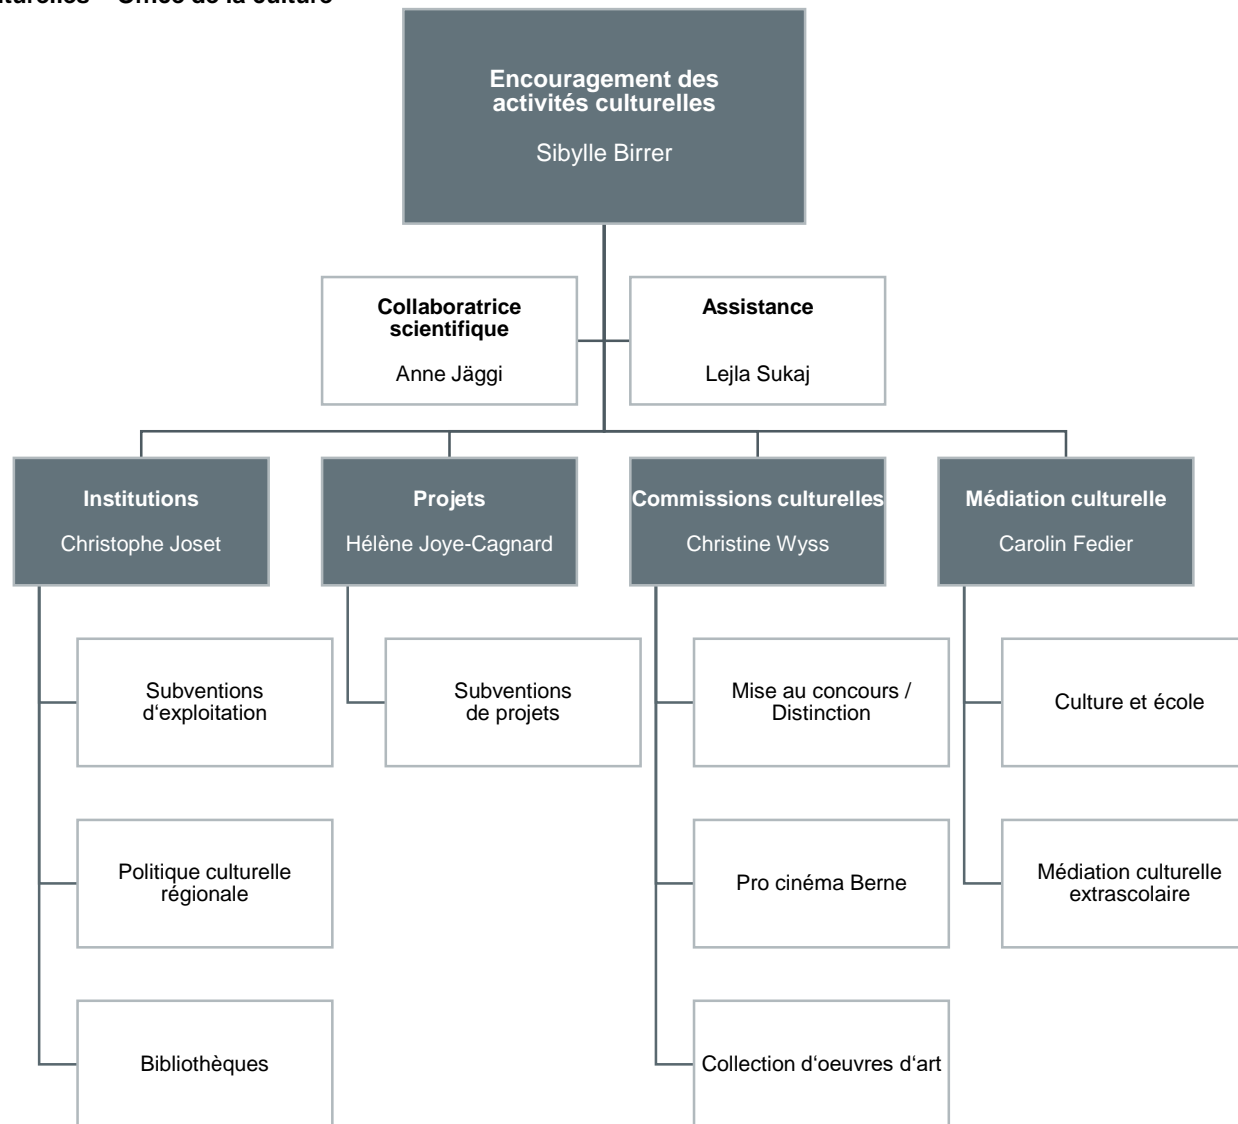 Office de la culture
Encouragement des
activités culturelles
Sibylle Birrer
Collaboratrice
scientifique
Anne Jäggi
Assistance
Lejla Sukaj
Institutions
Christophe Joset
Projets
Hélène Joye-Cagnard
Commissions culturelles
Christine Wyss
Médiation culturelle
Carolin Fedier
Subventions
d‘exploitation
Subventions
de projets
Mise au concours /
Distinction
Culture et école
Politique culturelle
régionale
Pro cinéma Berne
Médiation culturelle
extrascolaire
Bibliothèques
Collection d‘oeuvres d‘art